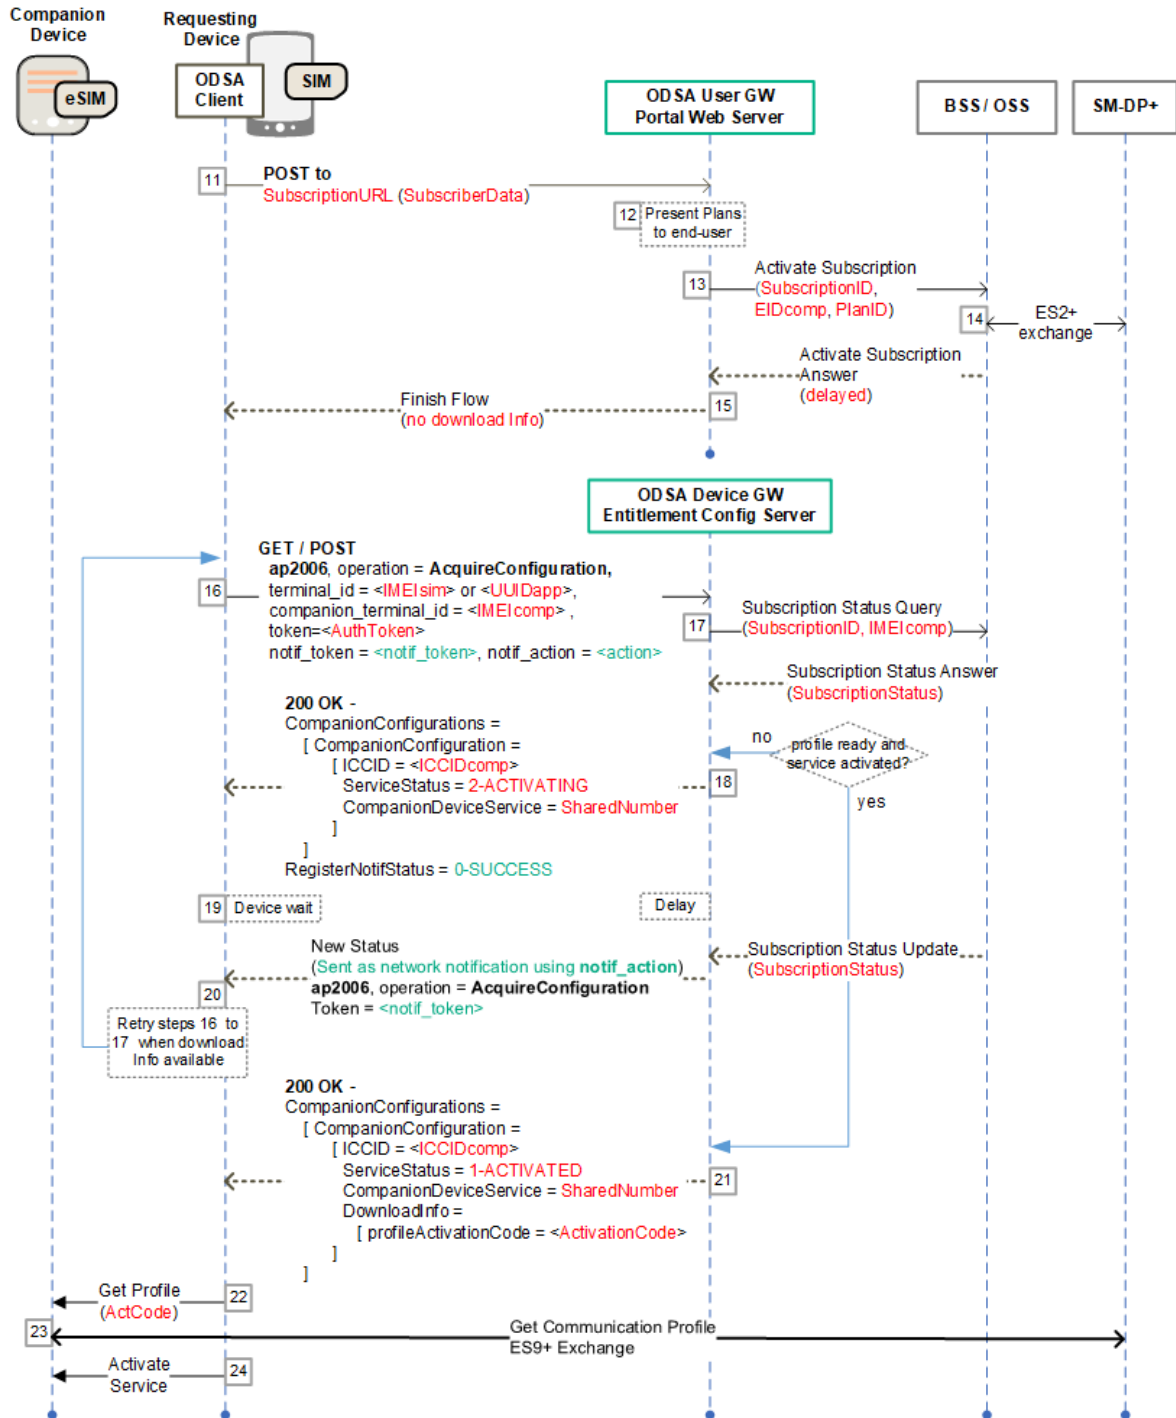 Companion
Device
Requesting
Device
eSIM
ODSA
Client
SIM
ODSA User GW
Portal Web Server
BSS / OSS
SM-DP+
11
POST to
SubscriptionURL (SubscriberData)
12
Present Plans
to end-user
13
Activate Subscription
(SubscriptionID,
EIDcomp, PlanID)
14
ES2+
exchange
Activate Subscription
Answer
(delayed)
15
Finish Flow
(no download Info)
ODSA Device GW
Entitlement Config Server
GET / POST
ap2006, operation = AcquireConfiguration,
16
terminal_id = <IMEIsim> or <UUIDapp>,
companion_terminal_id = <IMEIcomp> ,
token=<AuthToken>
notif_token = <notif_token>, notif_action = <action>
17
Subscription Status Query
(SubscriptionID, IMEIcomp)
Subscription Status Answer
(SubscriptionStatus)
200 OK -
CompanionConfigurations =
[ CompanionConfiguration =
[ ICCID = <ICCIDcomp>
ServiceStatus = 2-ACTIVATING
CompanionDeviceService = SharedNumber
]
]
RegisterNotifStatus = 0-SUCCESS
no
profile ready and
service activated?
18
yes
19
Device wait
Delay
New Status
(Sent as network notification using notif_action)
ap2006, operation = AcquireConfiguration
Token = <notif_token>
Subscription Status Update
(SubscriptionStatus)
20
Retry steps 16 to
17 when download
Info available
200 OK -
CompanionConfigurations =
[ CompanionConfiguration =
[ ICCID = <ICCIDcomp>
ServiceStatus = 1-ACTIVATED
CompanionDeviceService = SharedNumber
DownloadInfo =
[ profileActivationCode = <ActivationCode>
]
]
21
22
Get Profile
(ActCode)
23
Get Communication Profile
ES9+ Exchange
24
Activate
Service